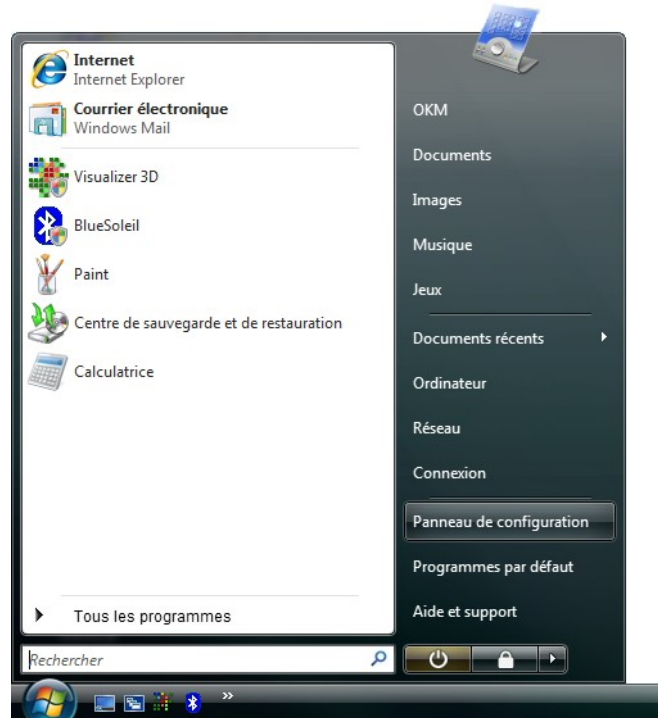 Internet
Internet Explorer
Courrier électronique
Windows Mail
Visualizer 3D
BlueSoleil
Paint
Centre de sauvegarde et de restauration
Calculatrice
Tous les programmes
Rechercher
OKM
Documents
Images
Musique
Jeux
Documents récents
Ordinateur
Réseau
Connexion
Panneau de configuration
Programmes par défaut
Aide et support